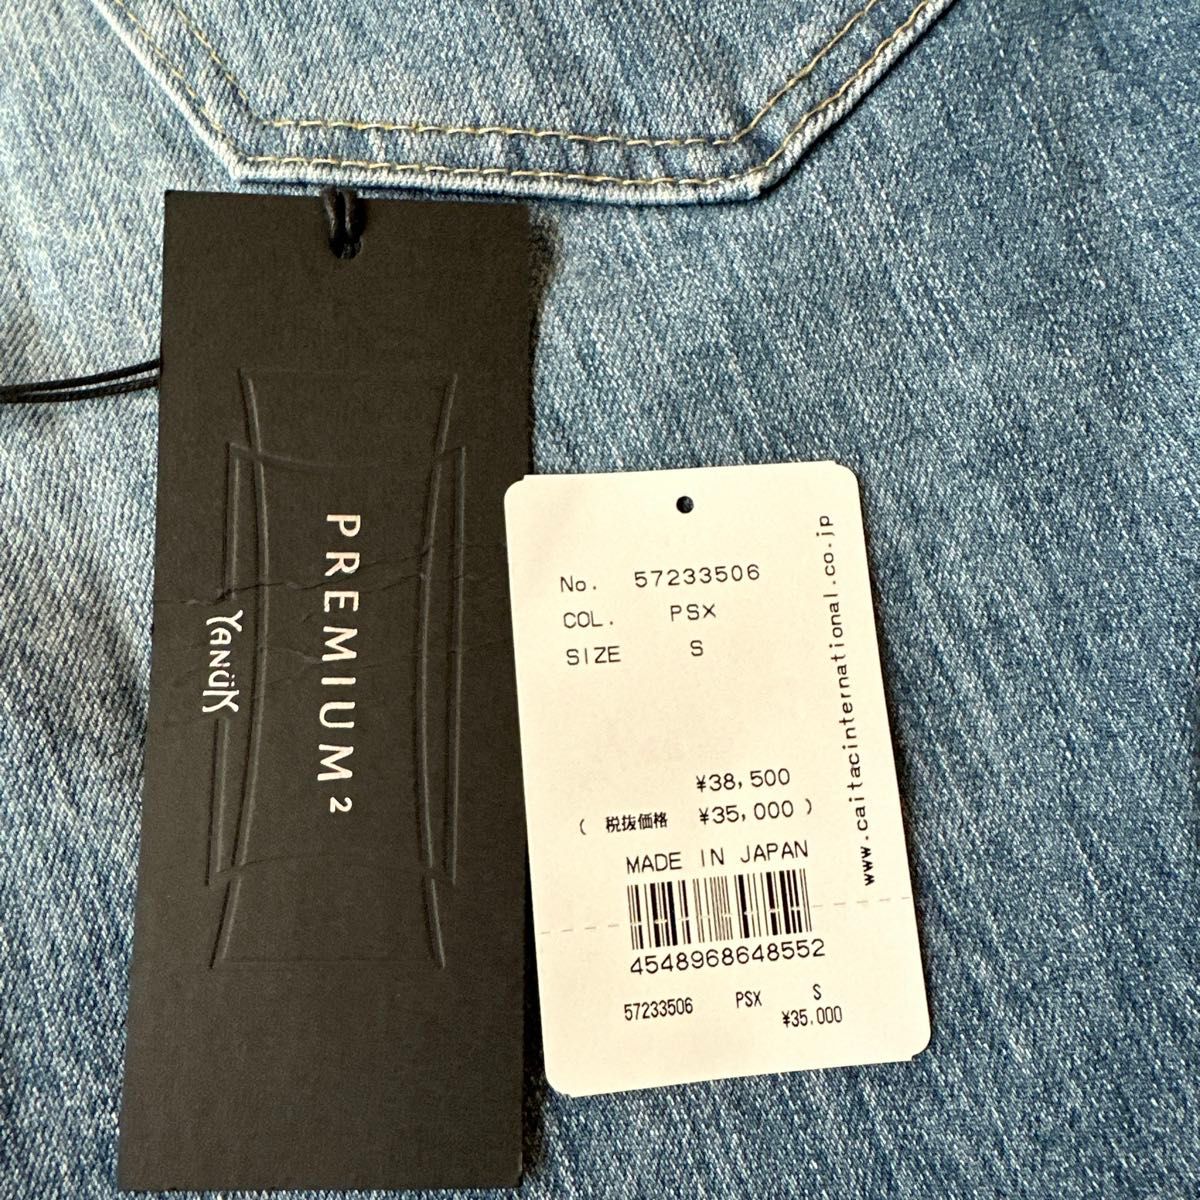 PREMIUM²
YANUK
No. 57233506
COL. PSX
SIZE S
¥38,500
( 税抜価格 ¥35,000 )
MADE IN JAPAN
4548968648552
57233506 PSX S
¥35.000
www.caitacinternational.co.jp